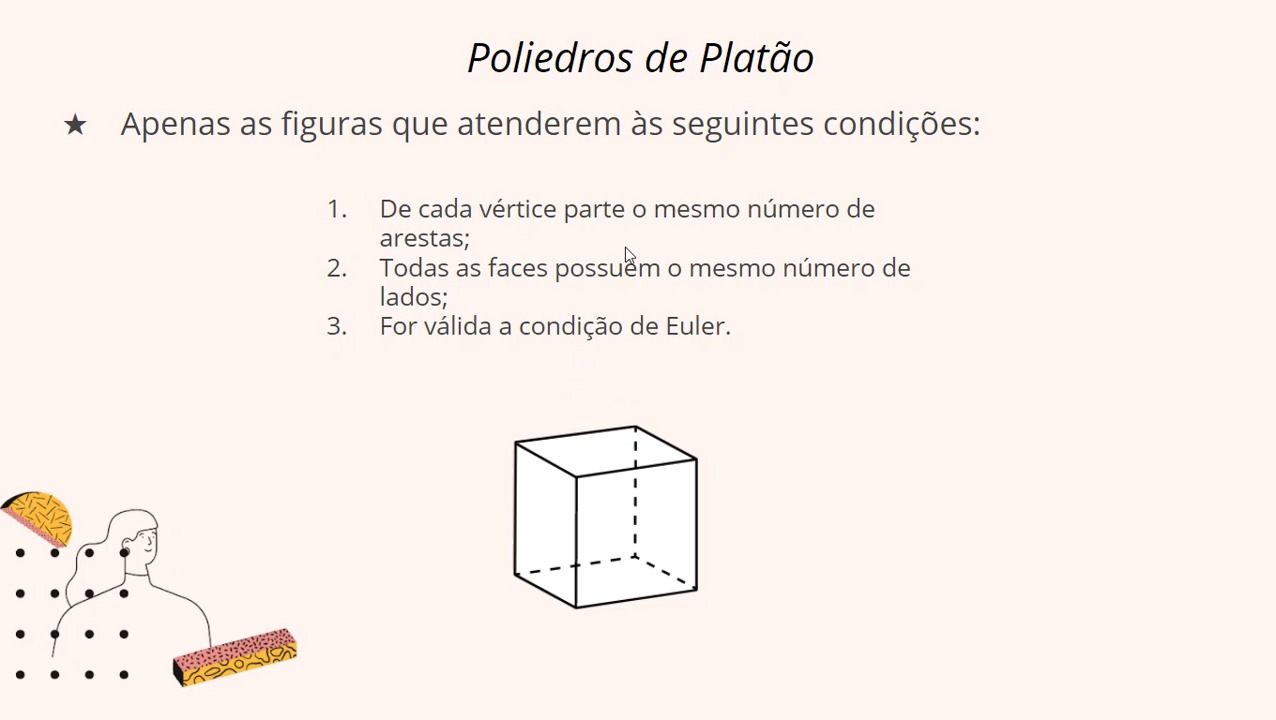 Poliedros de Platão
★ Apenas as figuras que atenderem às seguintes condições:
1. De cada vértice parte o mesmo número de
arestas;
2. Todas as faces possuem o mesmo número de
lados;
3. For válida a condição de Euler.